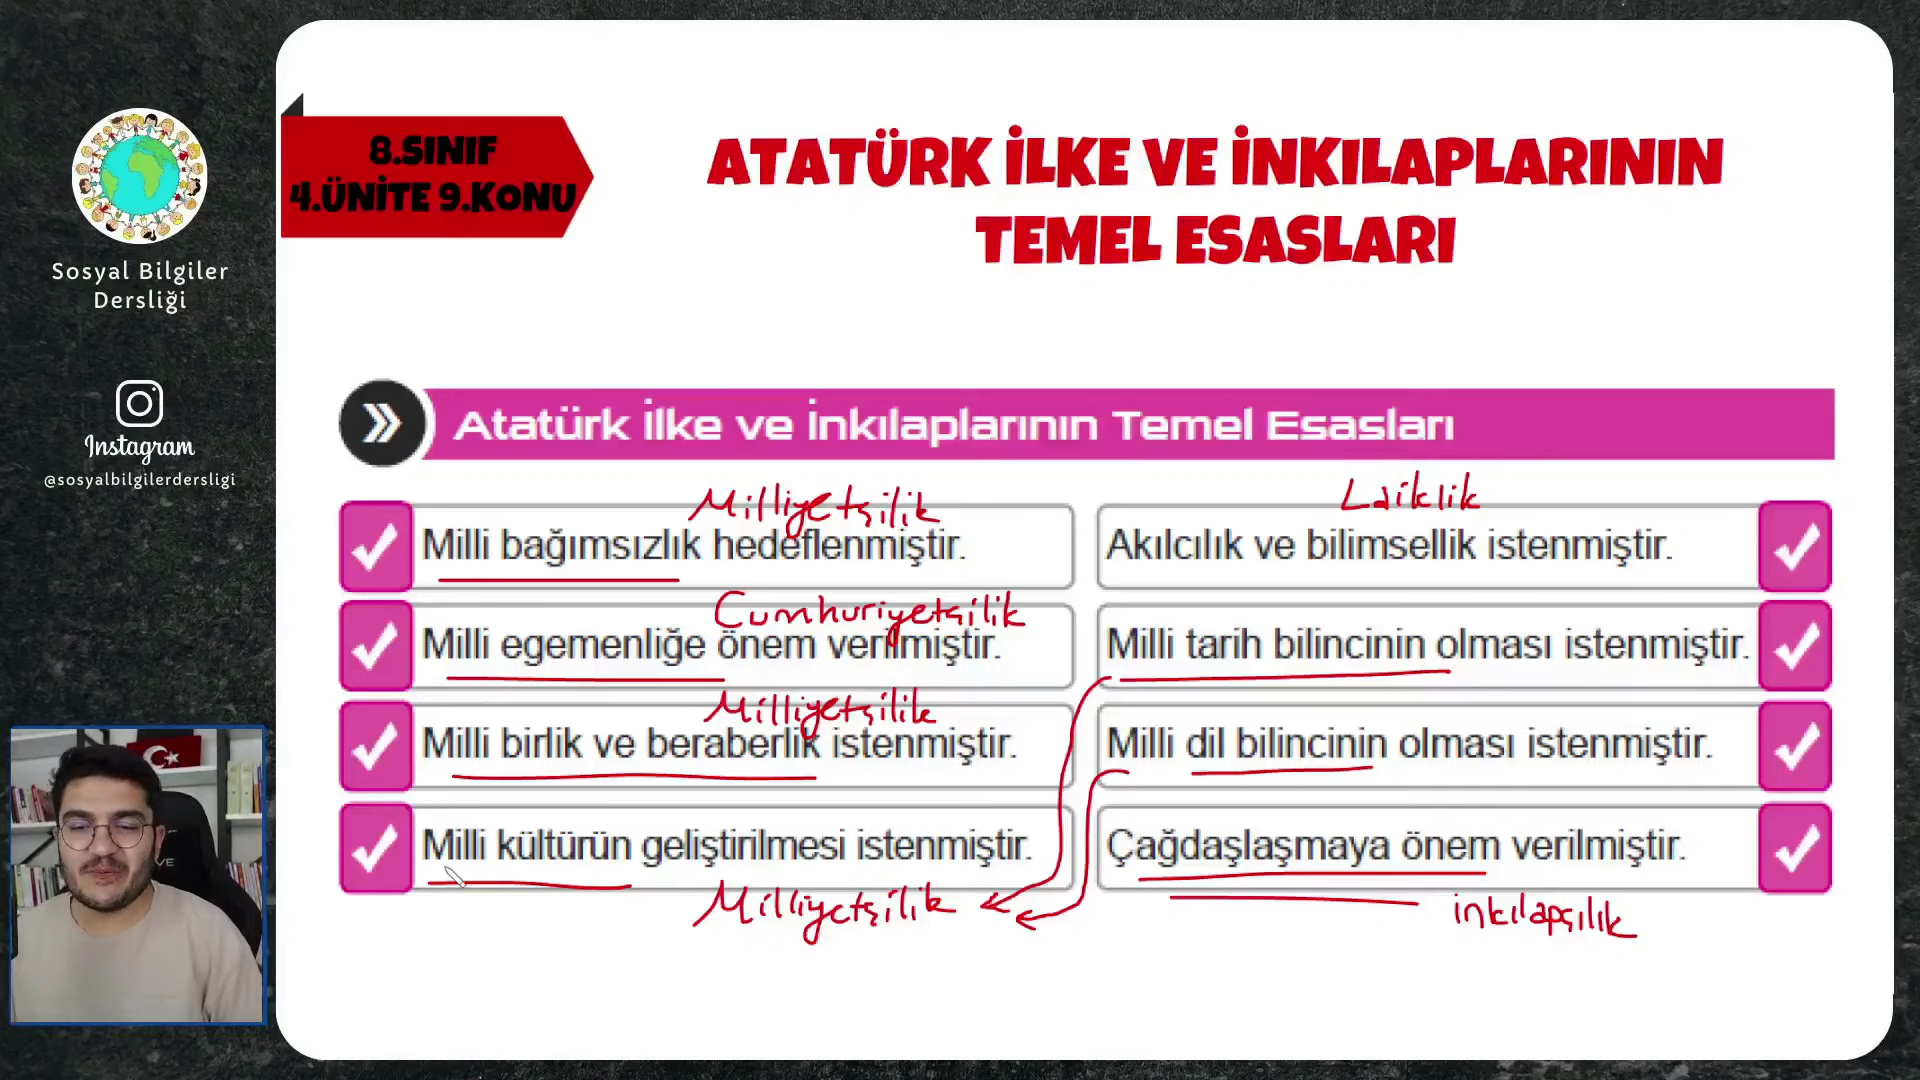 8.SINIF
4.ÜNİTE 9.KONU
ATATÜRK İLKE VE İNKILAPLARININ
TEMEL ESASLARI
Sosyal Bilgiler
Dersliği
Instagram
@sosyalbilgilerdersligi
Atatürk İlke ve İnkılaplarının Temel Esasları
Milliyetçilik
Milli bağımsızlık hedeflenmiştir.
Cumhuriyetçilik
Milli egemenliğe önem verilmiştir.
Milliyetçilik
Milli birlik ve beraberlik istenmiştir.
Milli kültürün geliştirilmesi istenmiştir.
Milliyetçilik
Laiklik
Akılcılık ve bilimsellik istenmiştir.
Milli tarih bilincinin olması istenmiştir.
Milli dil bilincinin olması istenmiştir.
Çağdaşlaşmaya önem verilmiştir.
inkılapçılık